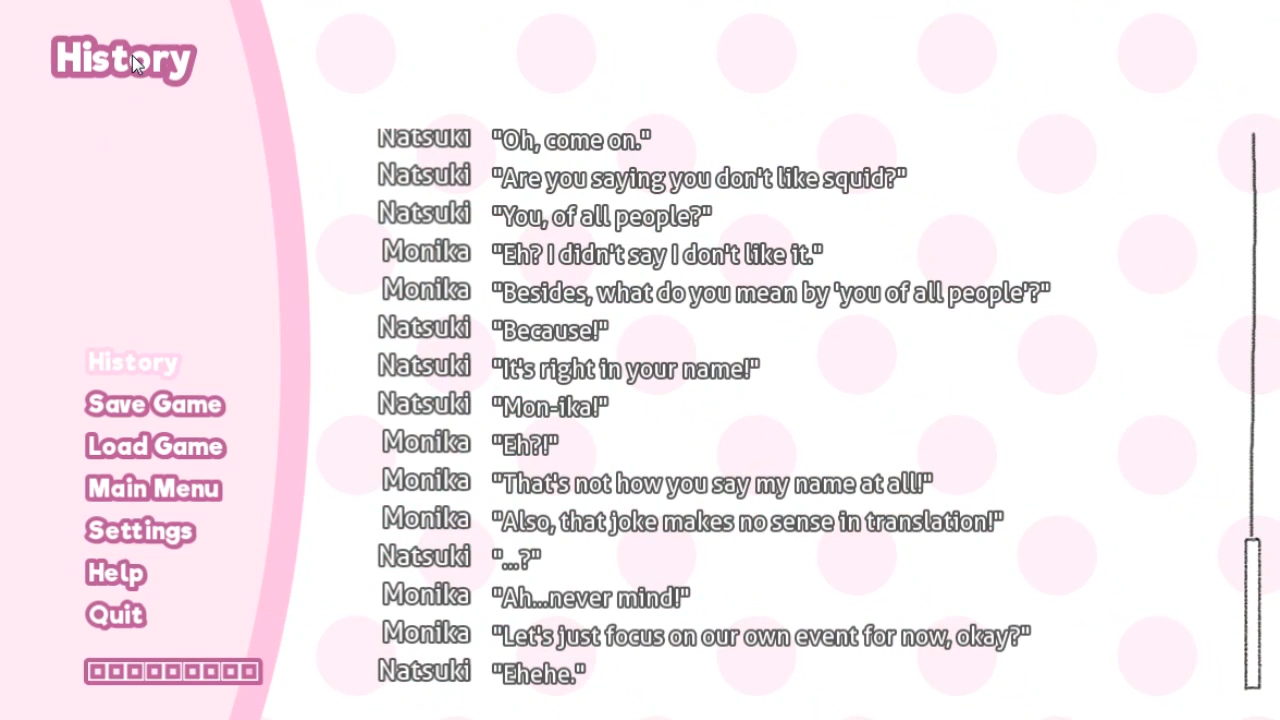 History
Natsuki "Oh, come on."
Natsuki "Are you saying you don't like squid?"
Natsuki "You, of all people?"
Monika "Eh? I didn't say I don't like it."
Monika "Besides, what do you mean by 'you of all people'?"
Natsuki "Because!"
Natsuki "It's right in your name!"
Natsuki "Mon-ika!"
Monika "Eh?!"
Monika "That's not how you say my name at all!"
Monika "Also, that joke makes no sense in translation!"
Natsuki "...?"
Monika "Ah...never mind!"
Monika "Let's just focus on our own event for now, okay?"
Natsuki "Ehehe."
History
Save Game
Load Game
Main Menu
Settings
Help
Quit